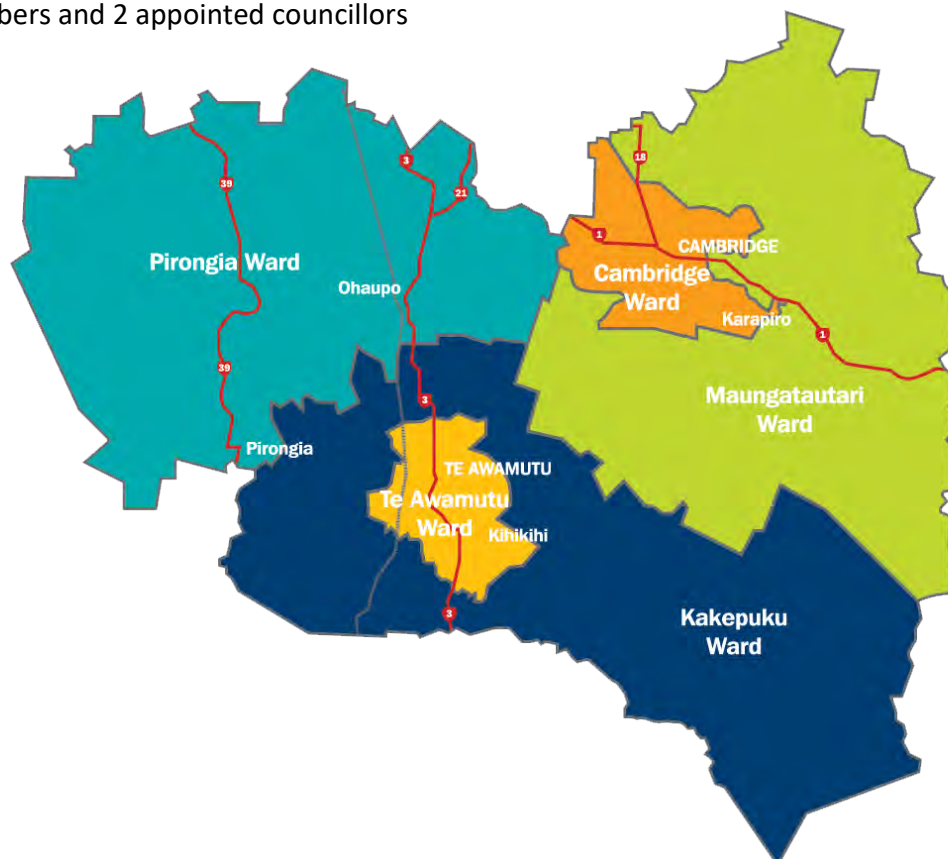 bers and 2 appointed councillors
3
18
39
21
1
CAMBRIDGE
Pirongia Ward
Cambridge
Ward
Ohaupo
Karapiro
1
39
Maungatautari
Ward
3
Pirongia
TE AWAMUTU
Te Awamutu
Ward
Kihikihi
3
Kakepuku
Ward